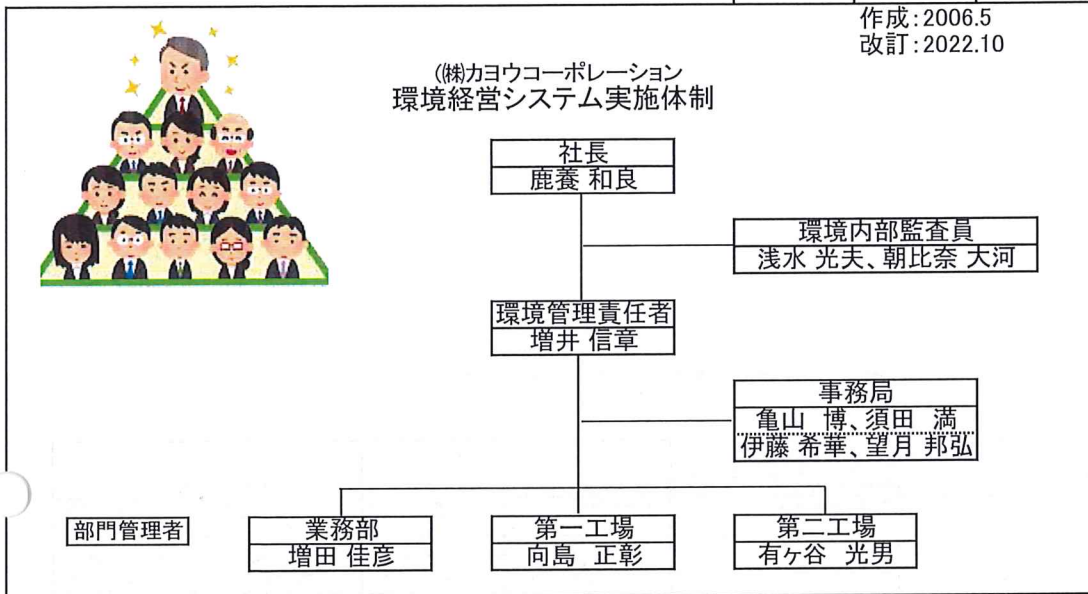 作成:2006.5
改訂:2022.10
(㈱カヨウコーポレーション
環境経営システム実施体制
社長
鹿養 和良
環境内部監査員
浅水 光夫、朝比奈 大河
環境管理責任者
増井 信章
事務局
亀山 博、須田 満
伊藤 希華、望月 邦弘
部門管理者
業務部
増田 佳彦
第一工場
向島 正彰
第二工場
有ヶ谷 光男